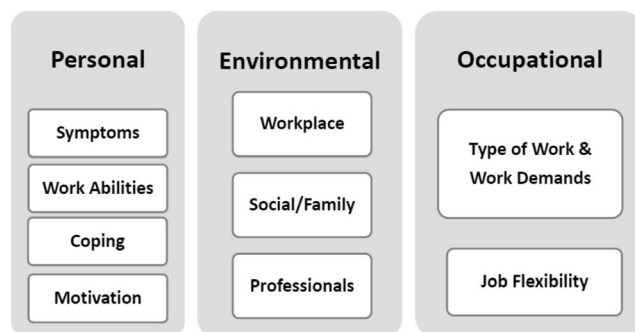 Personal
Symptoms
Work Abilities
Coping
Motivation
Environmental
Workplace
Social/Family
Professionals
Occupational
Type of Work &
Work Demands
Job Flexibility